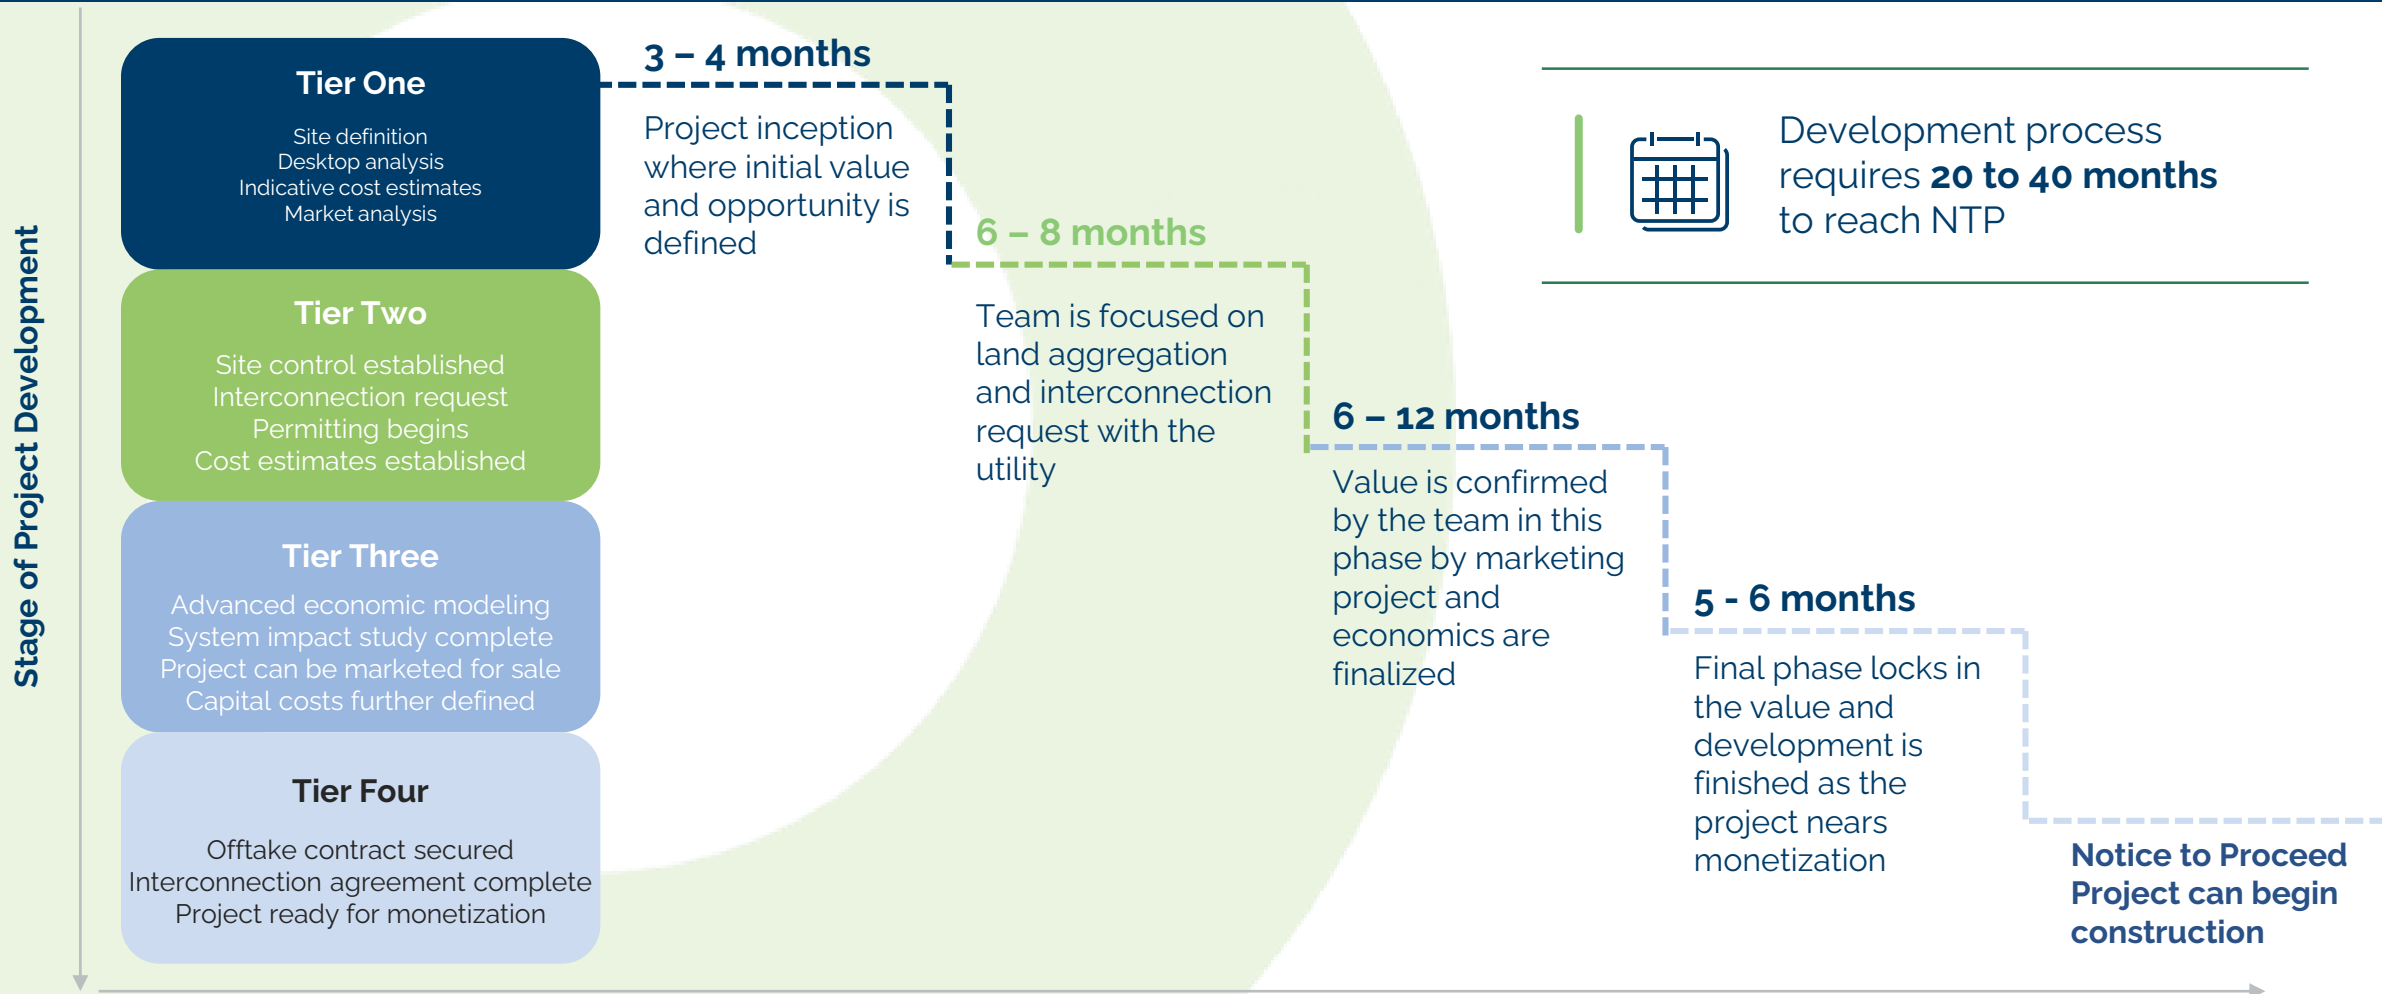 Stage of Project Development
Tier One
Site definition
Desktop analysis
Indicative cost estimates
Market analysis
Tier Two
Site control established
Interconnection request
Permitting begins
Cost estimates established
Tier Three
Advanced economic modeling
System impact study complete
Project can be marketed for sale
Capital costs further defined
Tier Four
Offtake contract secured
Interconnection agreement complete
Project ready for monetization
3 – 4 months
Project inception
where initial value
and opportunity is
defined
6 – 8 months
Team is focused on
land aggregation
and interconnection
request with the
utility
6 – 12 months
Value is confirmed
by the team in this
phase by marketing
project and
economics are
finalized
5 - 6 months
Final phase locks in
the value and
development is
finished as the
project nears
monetization
Notice to Proceed
Project can begin
construction
Development process
requires 20 to 40 months
to reach NTP